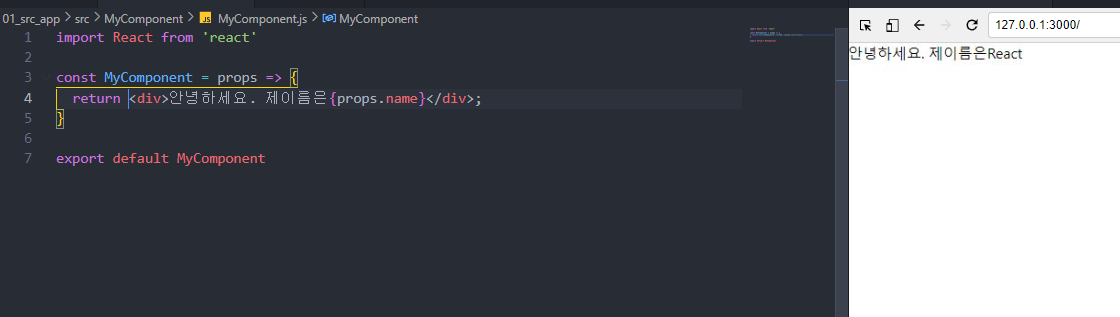 01_src_app > src > MyComponent > JS MyComponent.js > MyComponent
1 import React from 'react'
2
3 const MyComponent = props => {
4 return <div>안녕하세요. 제이름은{props.name}</div>;
5 }
6
7 export default MyComponent
127.0.0.1:3000/
안녕하세요. 제이름은React